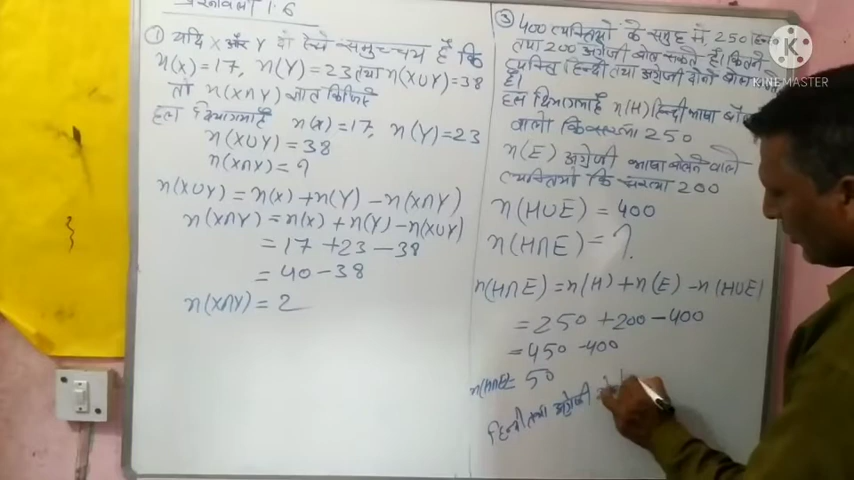 प्रश्नावली 1.6
① यदि X और Y दो ऐसे समुच्चय है कि
n(X)=17, n(Y)=23 तथा n(X∪Y)=38
तो n(X∩Y) ज्ञात किजिए
हल दिया गया है n(X)=17, n(Y)=23
n(X∪Y)=38
n(X∩Y)=?
n(X∪Y)=n(X)+n(Y)-n(X∩Y)
n(X∩Y)=n(X)+n(Y)-n(X∪Y)
=17+23-38
=40-38
n(X∩Y)=2
③ 400 व्यक्तियों के समूह में, 250 हिन्दी
तथा 200 अंग्रेजी बोल सकते हैं। कितने
व्यक्ति हिन्दी तथा अंग्रेजी दोनों बोल
है।
हल दिया गया है n(H) हिन्दी भाषा बोलने
वालो कि संख्या 250
n(E) अंग्रेजी भाषा बोलने वाले
व्यक्तियों कि संख्या 200
n(H∪E)=400
n(H∩E)=?
n(H∩E)=n(H)+n(E)-n(H∪E)
=250+200-400
=450-400
n(H∩E)=50
हिन्दी तथा अंग्रेजी
Made With
KINEMASTER